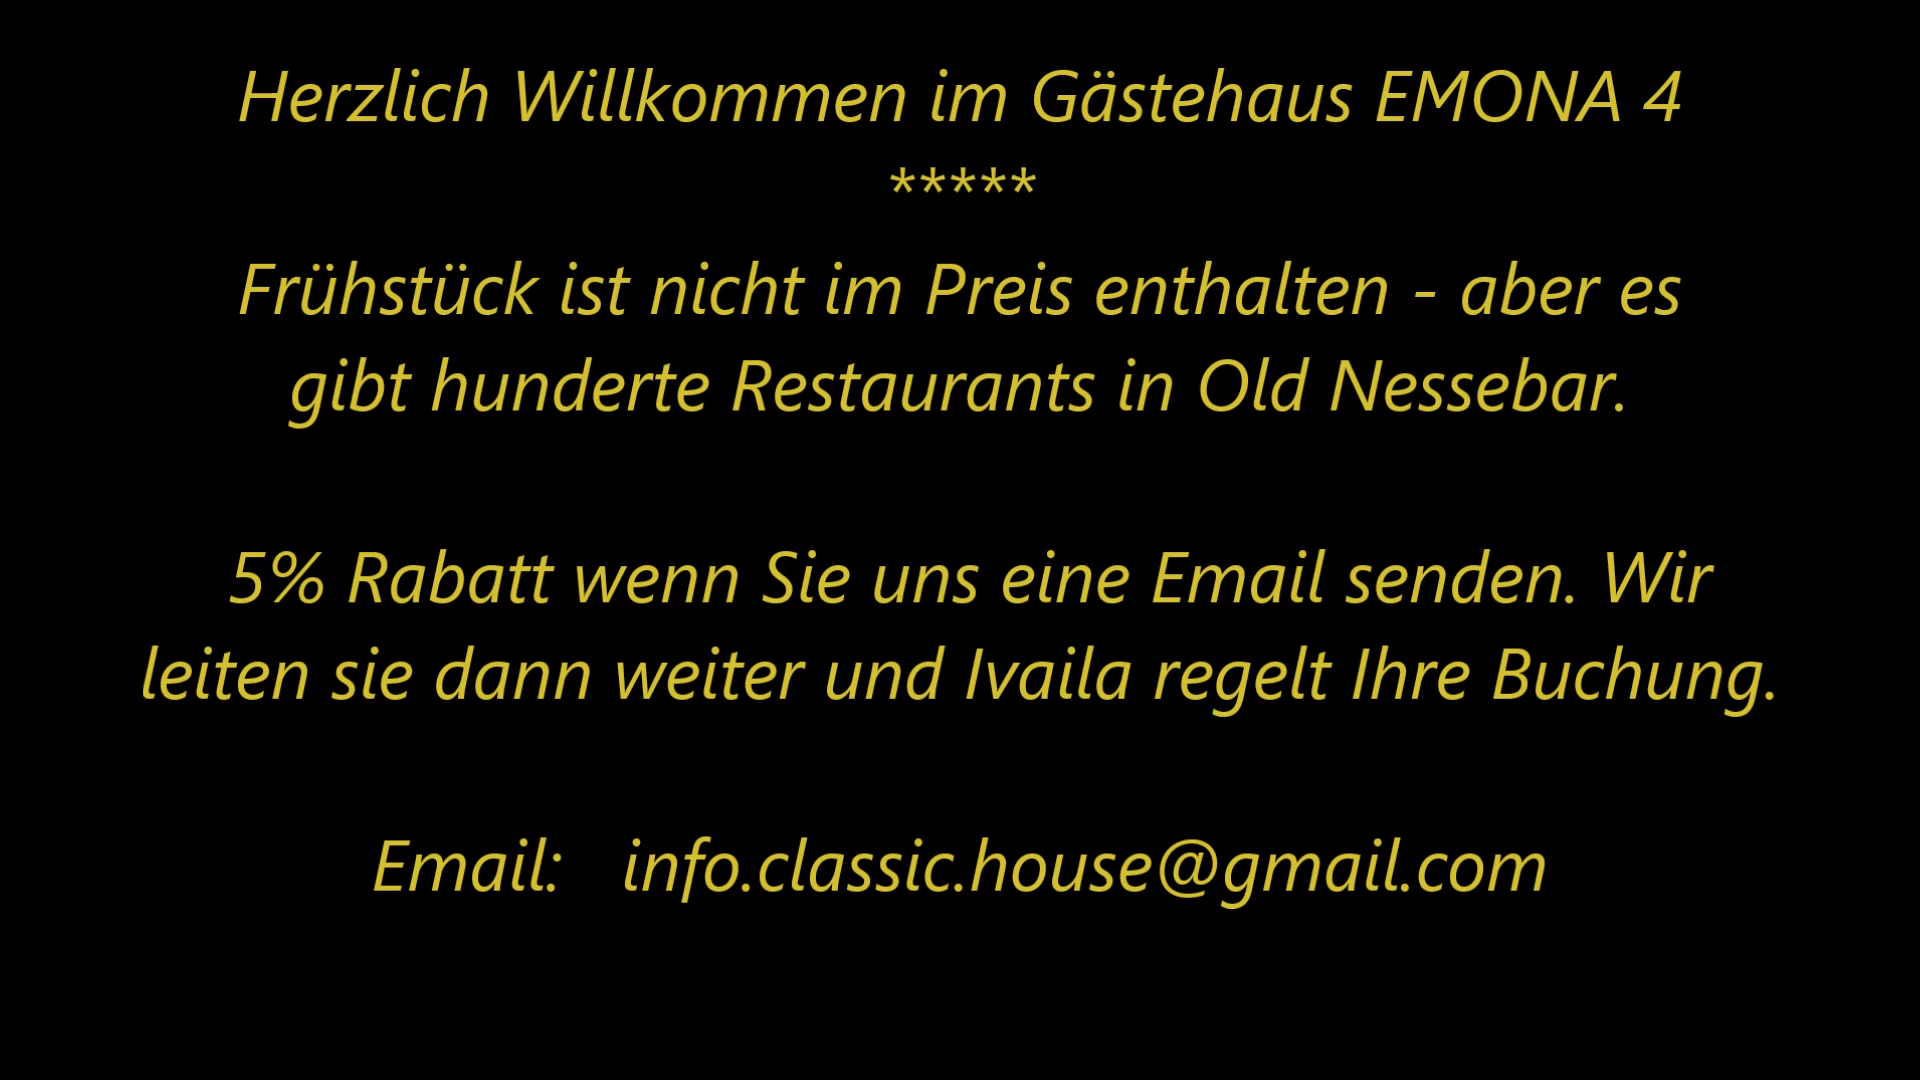 Herzlich Willkommen im Gästehaus EMONA 4
*****
Frühstück ist nicht im Preis enthalten - aber es
gibt hunderte Restaurants in Old Nessebar.
5% Rabatt wenn Sie uns eine Email senden. Wir
leiten sie dann weiter und Ivaila regelt Ihre Buchung.
Email: info.classic.house@gmail.com